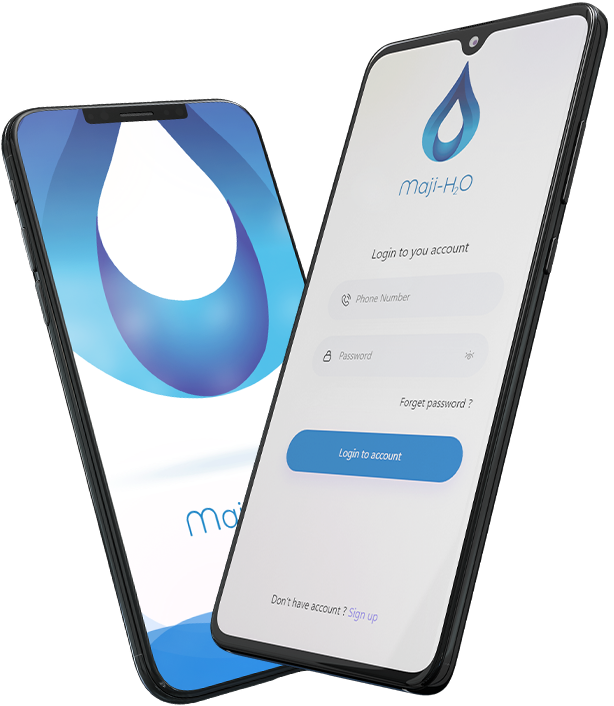 Maji-H2O
Login to you account
Phone Number
Password
Forget password ?
Login to account
Don't have account ? Sign up
Maji